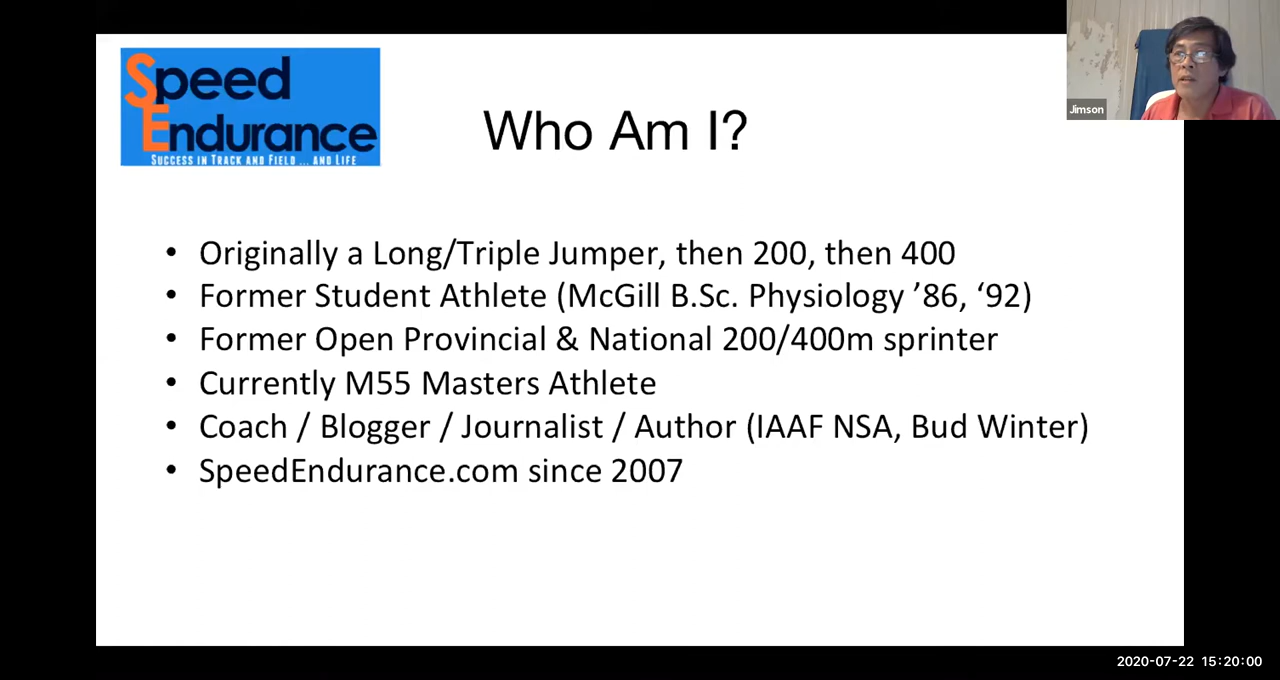 Speed
Endurance
SUCCESS IN TRACK AND FIELD ... AND LIFE
Who Am I?
Jimson
• Originally a Long/Triple Jumper, then 200, then 400
• Former Student Athlete (McGill B.Sc. Physiology ’86, ‘92)
• Former Open Provincial & National 200/400m sprinter
• Currently M55 Masters Athlete
• Coach / Blogger / Journalist / Author (IAAF NSA, Bud Winter)
• SpeedEndurance.com since 2007
2020-07-22 15:20:00